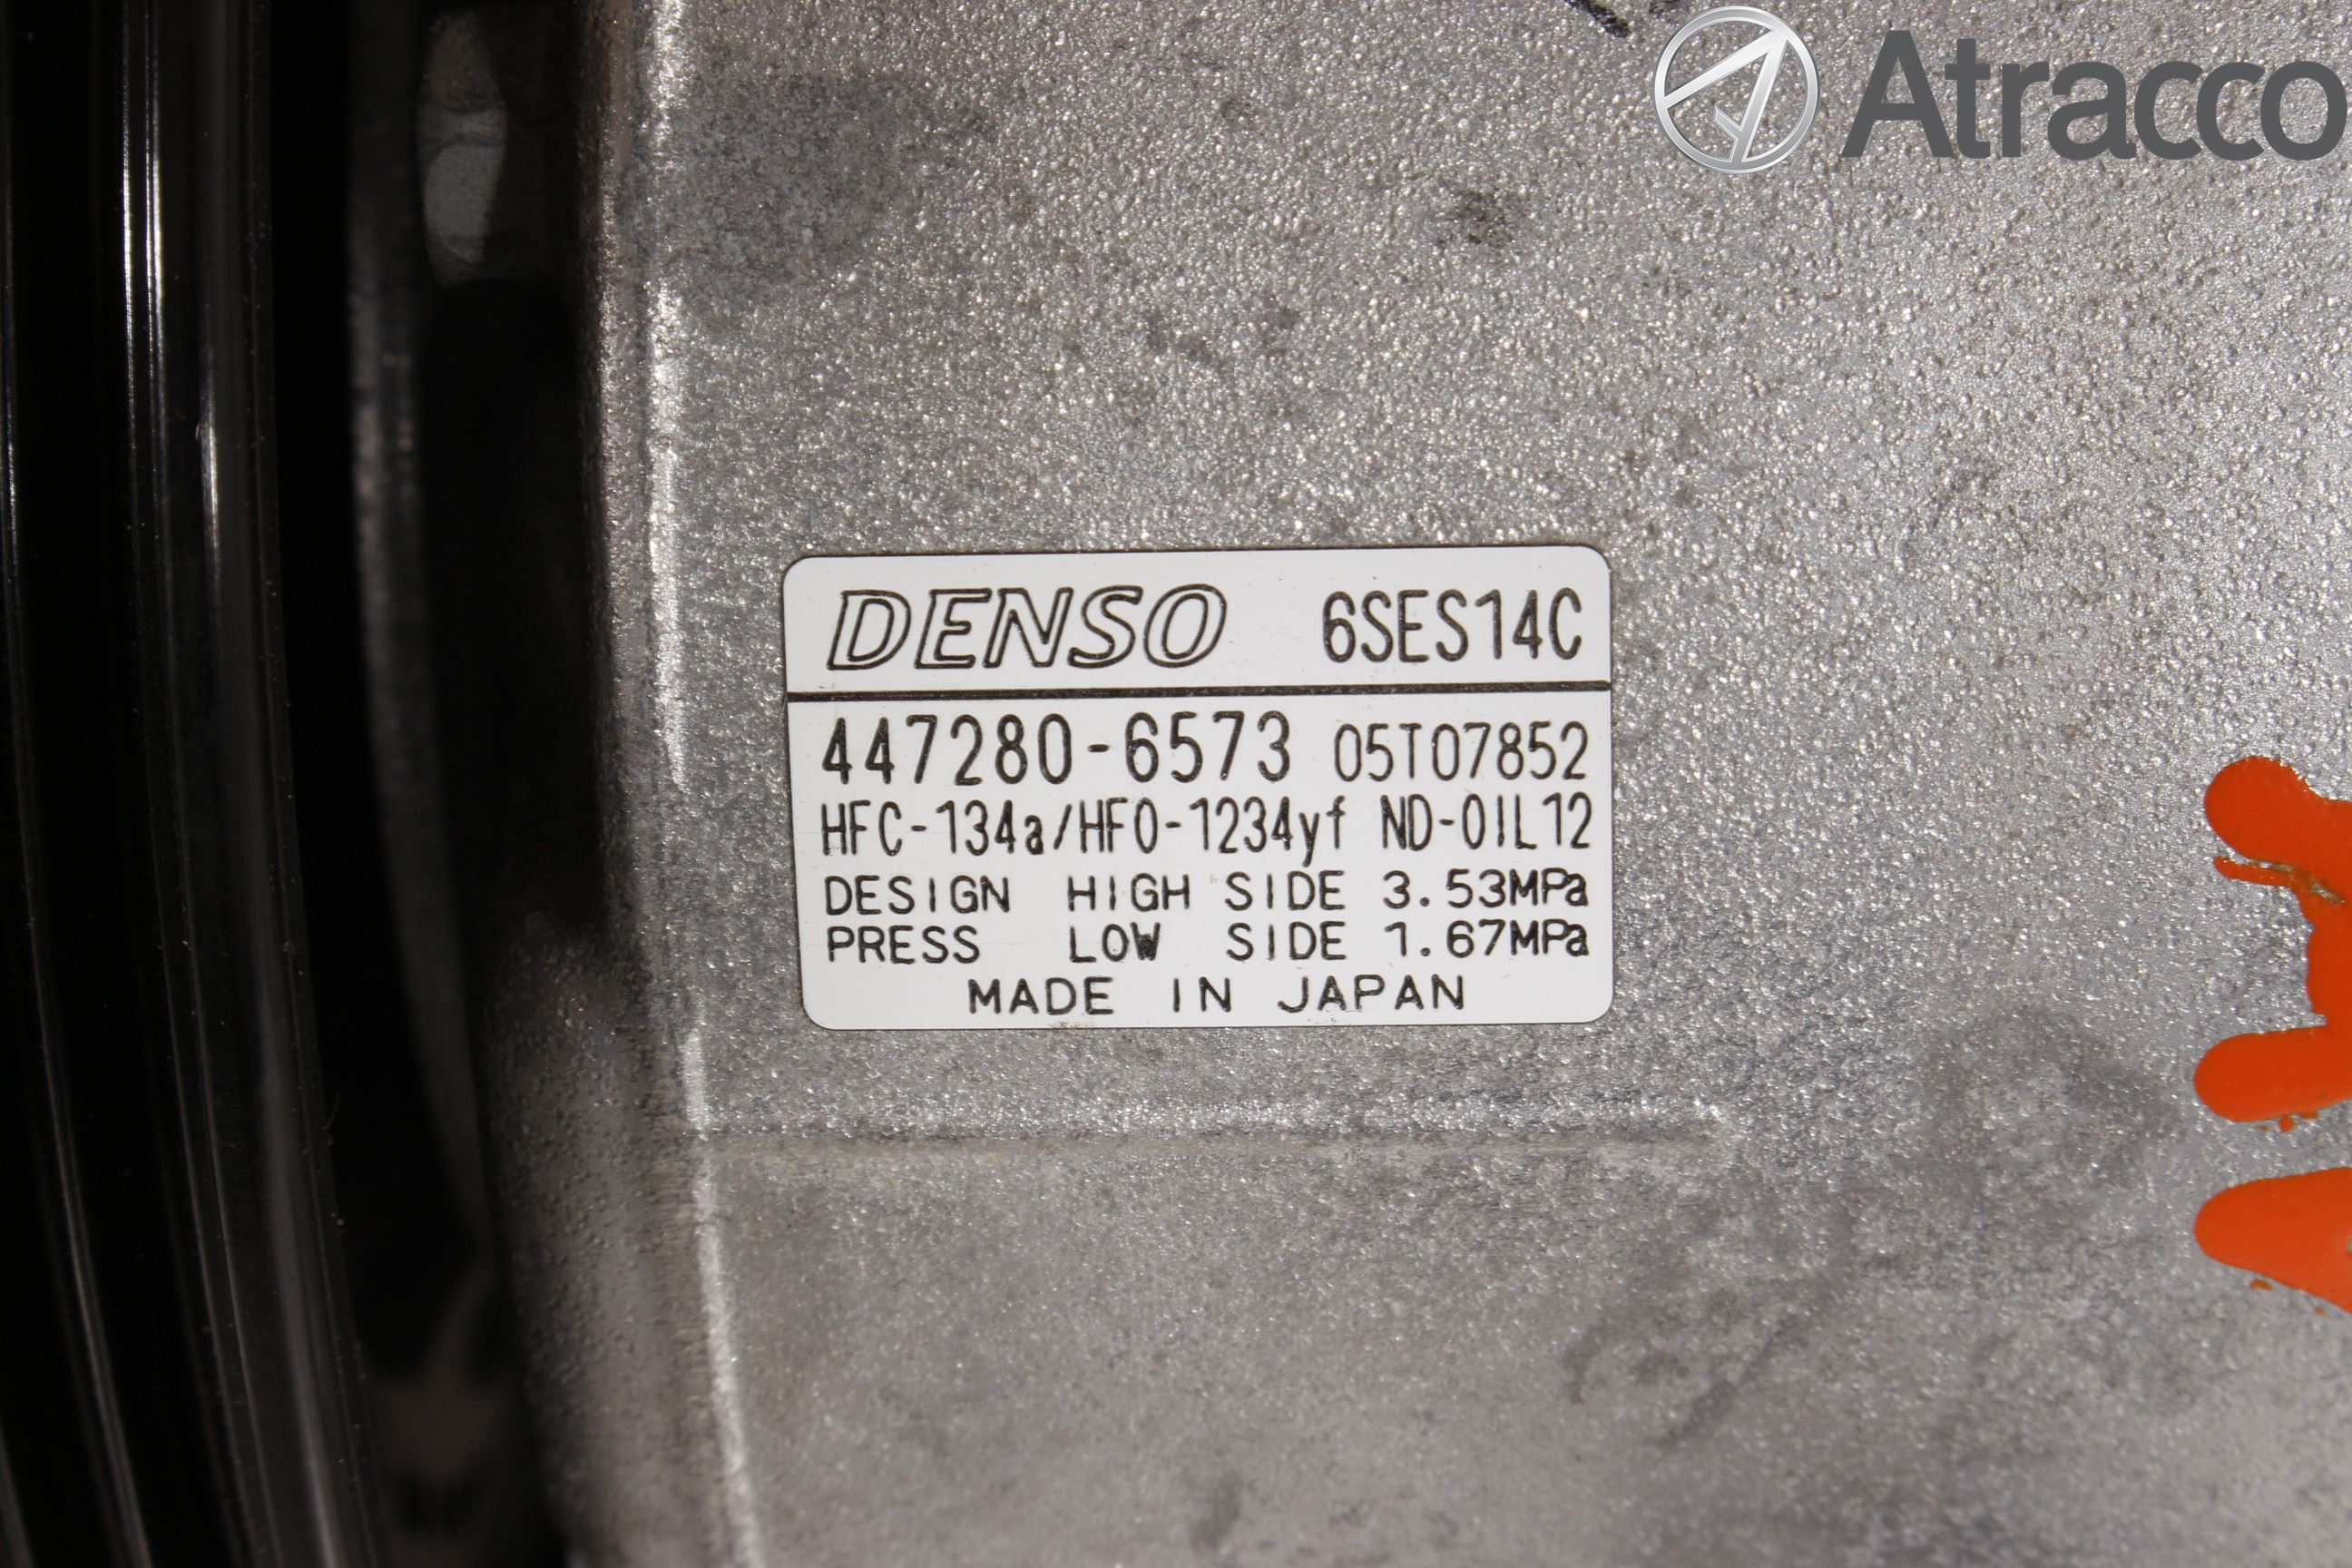 Atracco
DENSO 6SES14C
447280-6573 05T07852
HFC-134a/HFO-1234yf ND-OIL12
DESIGN HIGH SIDE 3.53MPa
PRESS LOW SIDE 1.67MPa
MADE IN JAPAN